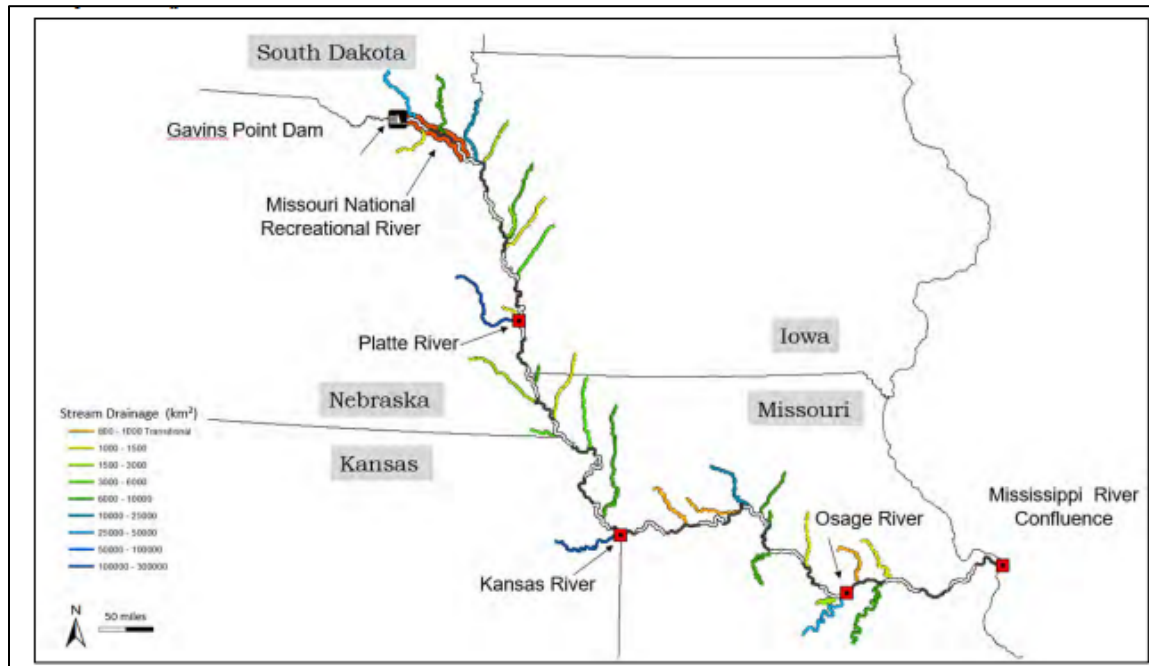 South Dakota
Gavins Point Dam
Missouri National
Recreational River
Platte River
Iowa
Nebraska
Missouri
Kansas
Stream Drainage (km²)
800 - 1000 Transitional
1000 - 1500
1500 - 3000
3000 - 6000
6000 - 10000
10000 - 25000
25000 - 50000
50000 - 100000
100000 - 300000
N
50 miles
Kansas River
Osage River
Mississippi River
Confluence